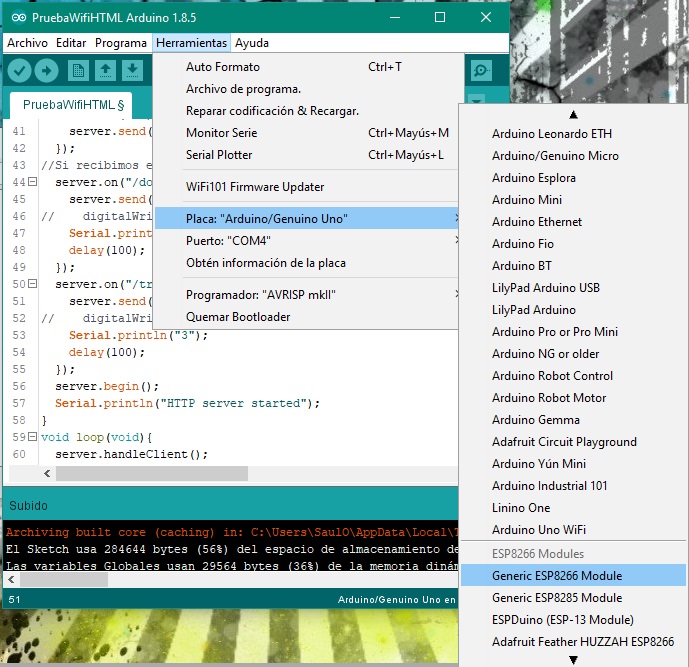 PruebaWifiHTML Arduino 1.8.5
Archivo Editar Programa Herramientas Ayuda
PruebaWifiHTML §
41 server.send(
42 });
43 //Si recibimos e
44 server.on("/do
45 server.send(
46 // digitalWri
47 Serial.print
48 delay(100);
49 });
50 server.on("/tr
51 server.send(
52 // digitalWri
53 Serial.println("3");
54 delay(100);
55 });
56 server.begin();
57 Serial.println("HTTP server started");
58 }
59 void loop(void){
60 server.handleClient();
Auto Formato Ctrl+T
Archivo de programa.
Reparar codificación & Recargar.
Monitor Serie Ctrl+Mayús+M
Serial Plotter Ctrl+Mayús+L
WiFi101 Firmware Updater
Placa: "Arduino/Genuino Uno"
Puerto: "COM4"
Obtén información de la placa
Programador: "AVRISP mkII"
Quemar Bootloader
Arduino Leonardo ETH
Arduino/Genuino Micro
Arduino Esplora
Arduino Mini
Arduino Ethernet
Arduino Fio
Arduino BT
LilyPad Arduino USB
LilyPad Arduino
Arduino Pro or Pro Mini
Arduino NG or older
Arduino Robot Control
Arduino Robot Motor
Arduino Gemma
Adafruit Circuit Playground
Arduino Yún Mini
Arduino Industrial 101
Linino One
Arduino Uno WiFi
ESP8266 Modules
Generic ESP8266 Module
Generic ESP8285 Module
ESPDuino (ESP-13 Module)
Adafruit Feather HUZZAH ESP8266
Subido
Archiving built core (caching) in: C:\Users\SaulO\AppData\Local\T
El Sketch usa 284644 bytes (56%) del espacio de almacenamiento de
Las variables Globales usan 29564 bytes (36%) de la memoria dinám
51 Arduino/Genuino Uno en